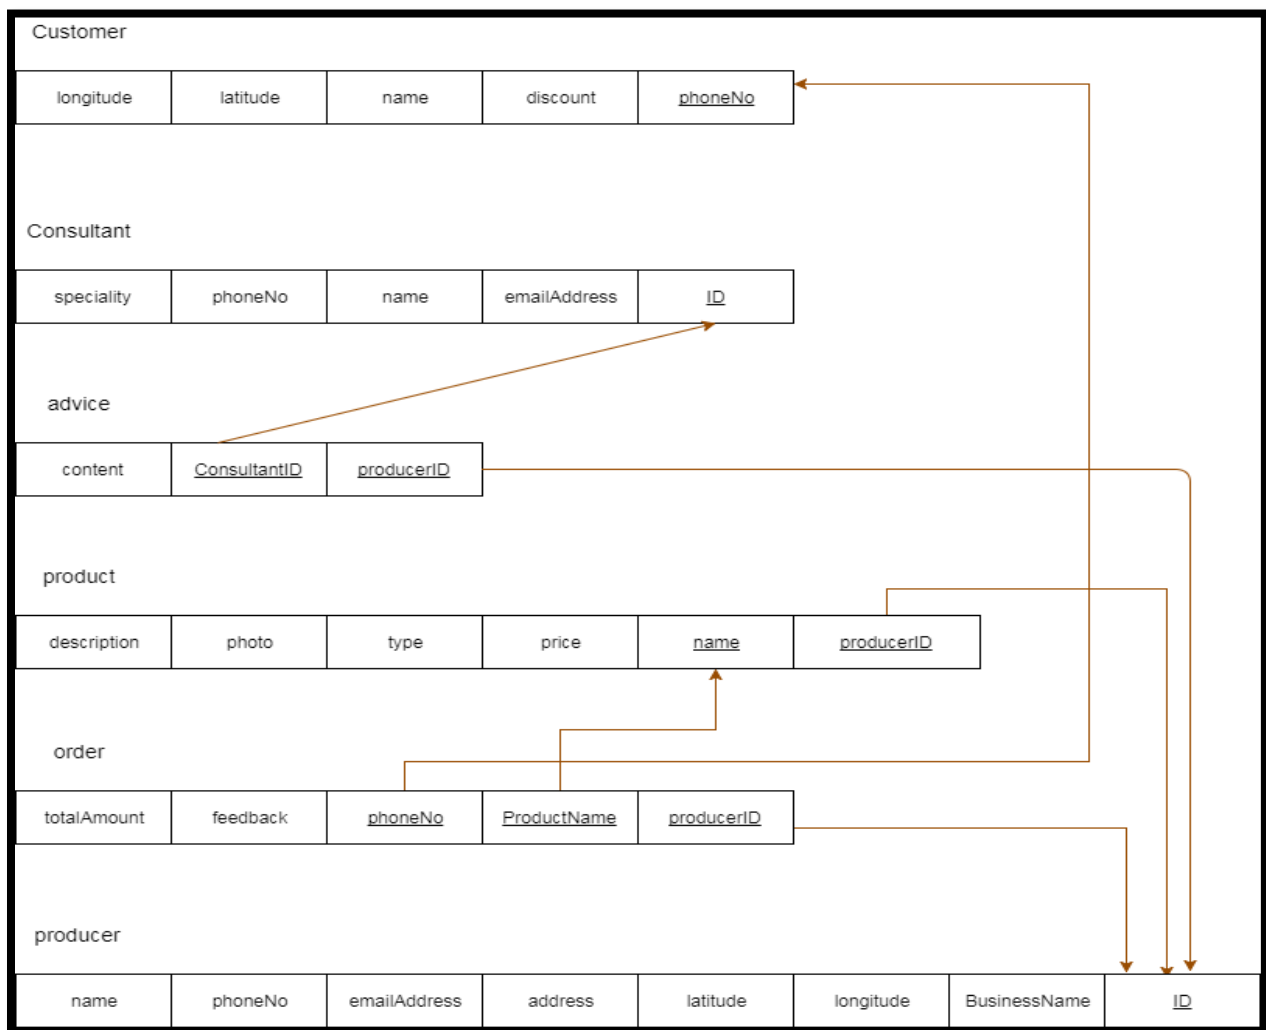 Customer
longitude latitude name discount phoneNo
Consultant
speciality phoneNo name emailAddress ID
advice
content ConsultantID producerID
product
description photo type price name producerID
order
totalAmount feedback phoneNo ProductName producerID
producer
name phoneNo emailAddress address latitude longitude BusinessName ID